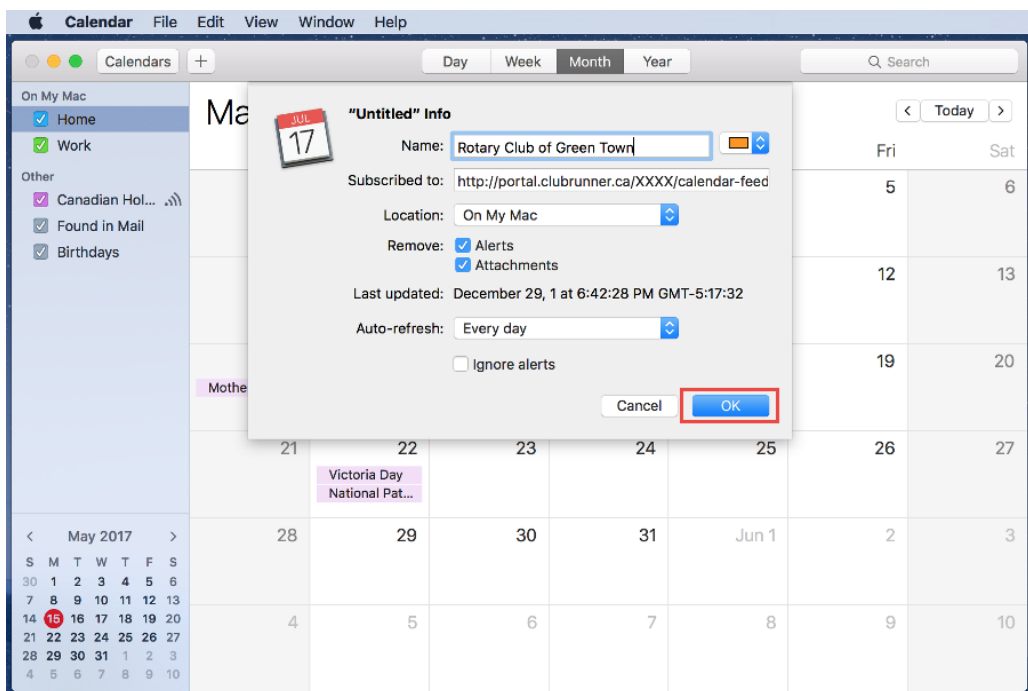 Calendar File Edit View Window Help
Calendars + Day Week Month Year Search
On My Mac
Home
Work
Other
Canadian Hol...
Found in Mail
Birthdays
Ma
< Today >
Fri Sat
JUL
17
“Untitled” Info
Name: Rotary Club of Green Town
Subscribed to: http://portal.clubrunner.ca/XXXX/calendar-feed
Location: On My Mac
Remove: Alerts
Attachments
Last updated: December 29, 1 at 6:42:28 PM GMT-5:17:32
Auto-refresh: Every day
Ignore alerts
Cancel OK
5 6
12 13
19 20
Mothe
21 22 23 24 25 26 27
Victoria Day
National Pat...
28 29 30 31 Jun 1 2 3
4 5 6 7 8 9 10
< May 2017 >
S M T W T F S
30 1 2 3 4 5 6
7 8 9 10 11 12 13
14 15 16 17 18 19 20
21 22 23 24 25 26 27
28 29 30 31 1 2 3
4 5 6 7 8 9 10